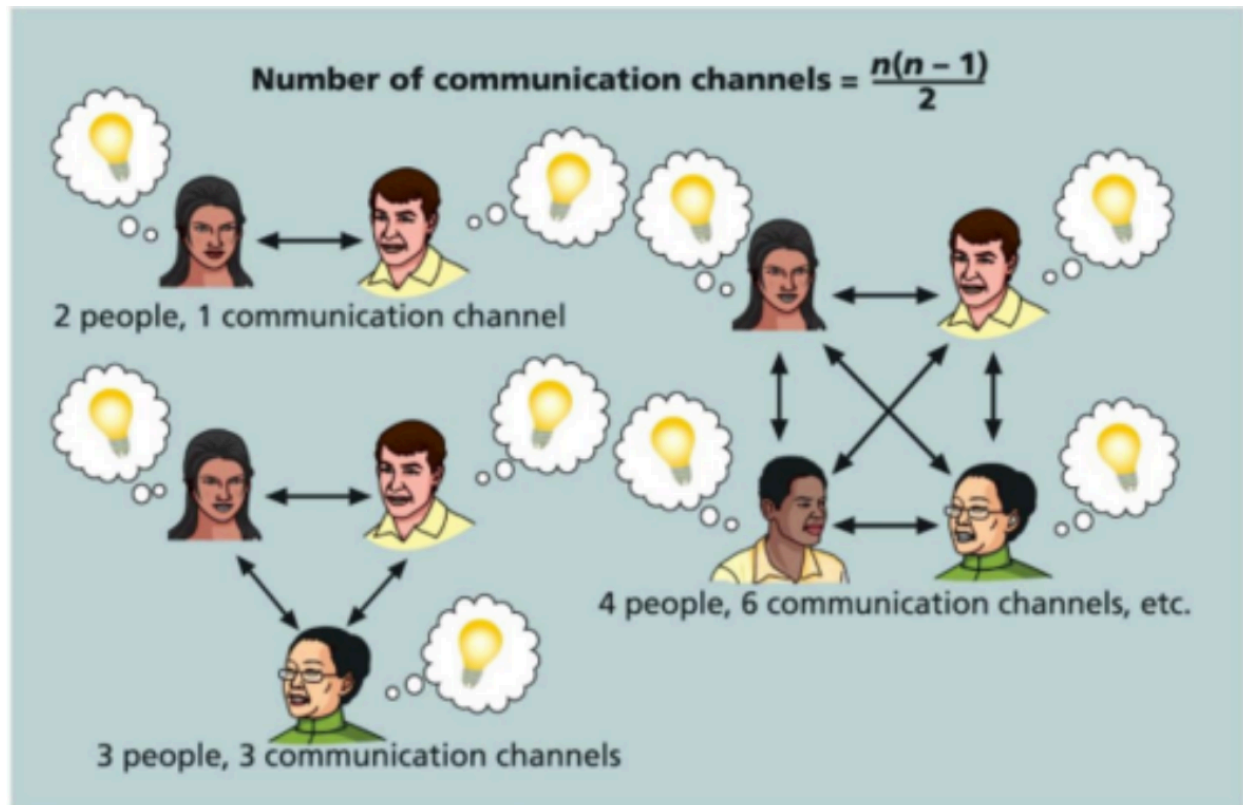 Number of communication channels = n(n – 1)
2
2 people, 1 communication channel
4 people, 6 communication channels, etc.
3 people, 3 communication channels